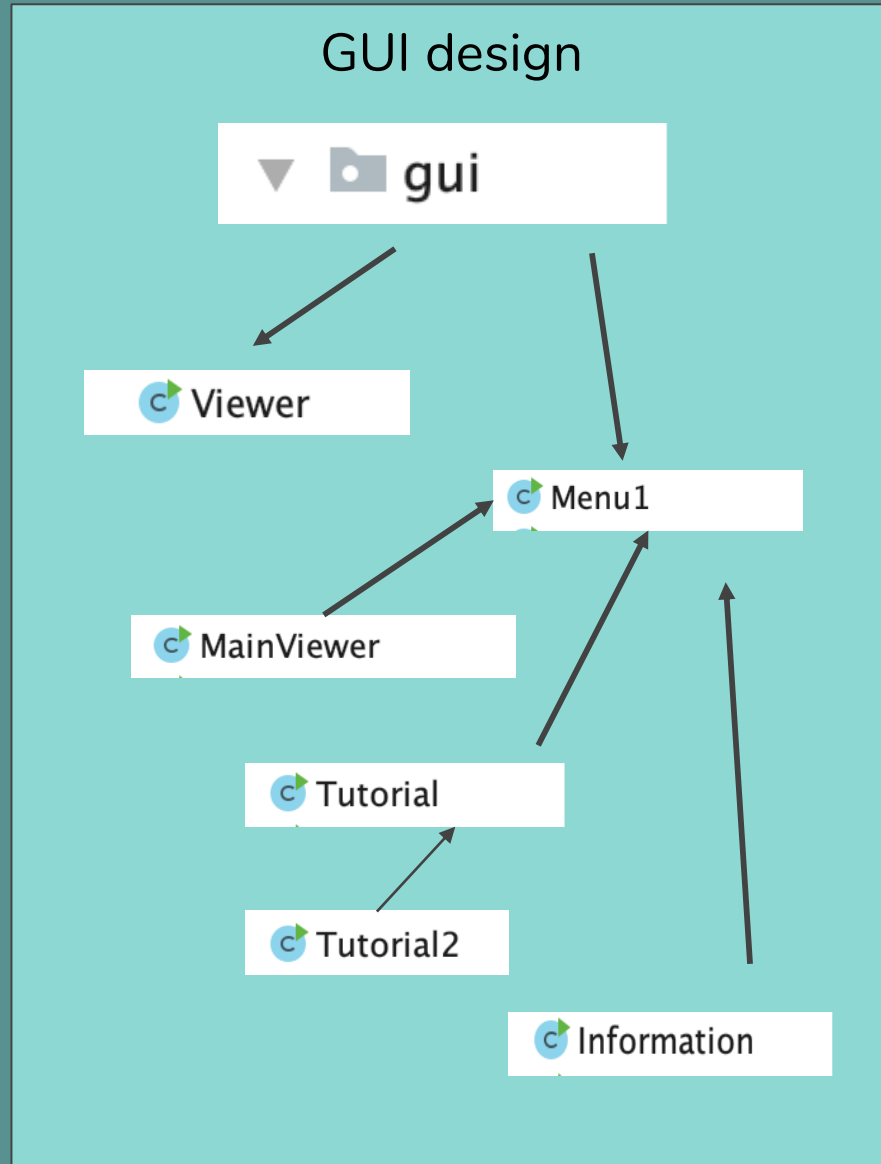 GUI design
gui
C Viewer
C Menu1
C MainViewer
C Tutorial
C Tutorial2
C Information